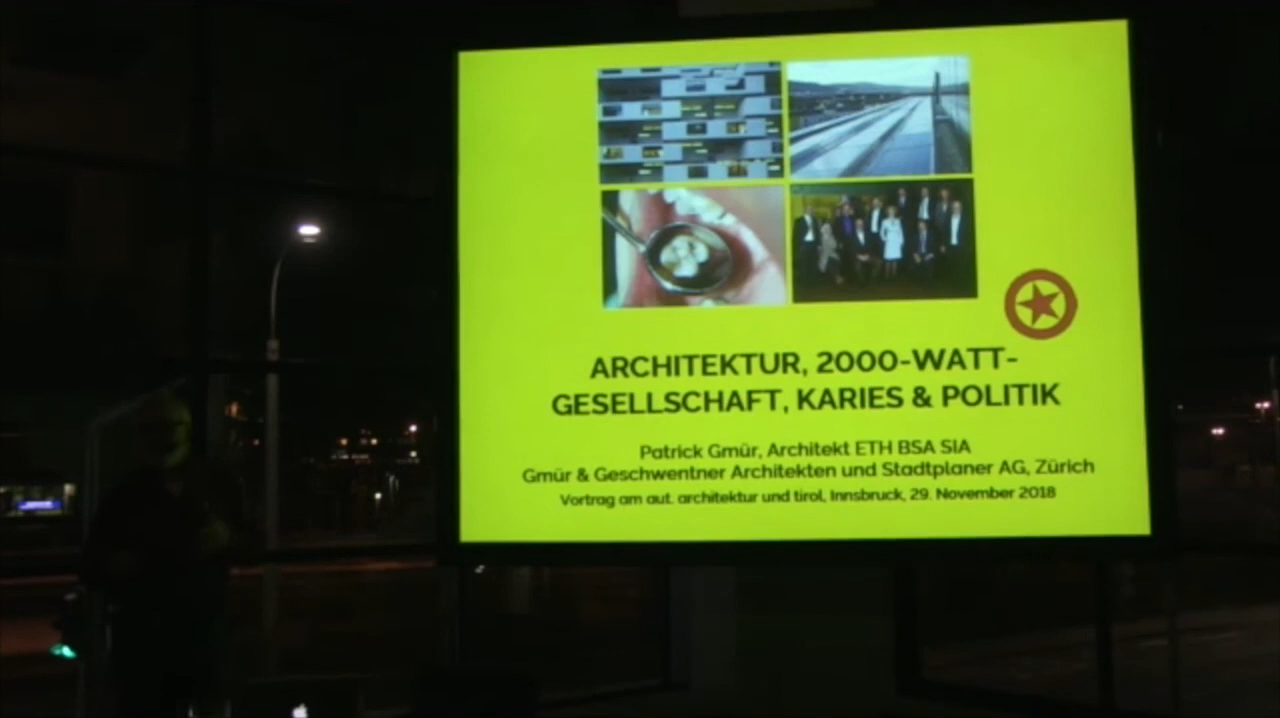 ARCHITEKTUR, 2000-WATT-
GESELLSCHAFT, KARIES & POLITIK
Patrick Gmür, Architekt ETH BSA SIA
Gmür & Geschwentner Architekten und Stadtplaner AG, Zürich
Vortrag am aut. architektur und tirol, Innsbruck, 29. November 2018